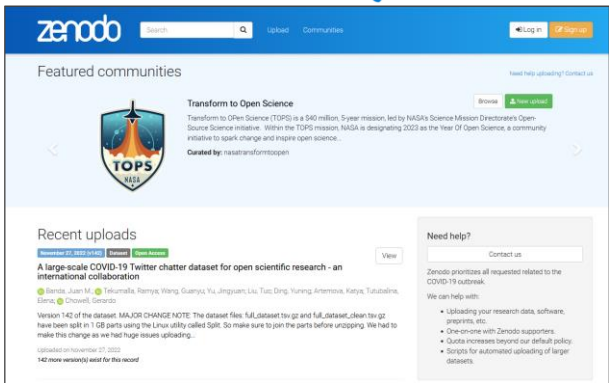 zenodo
Search
Upload
Communities
Log in
Sign up
Featured communities
Need help uploading? Contact us
Transform to Open Science
Browse
New upload
Transform to OPen Science (TOPS) is a $40 million, 5-year mission, led by NASA's Science Mission Directorate's Open-
Source Science initiative. Within the TOPS mission, NASA is designating 2023 as the Year Of Open Science, a community
initiative to spark change and inspire open science...
Curated by: nasatransformtoopen
TOPS
NASA
Recent uploads
November 27, 2022 (v142) Dataset Open Access
View
A large-scale COVID-19 Twitter chatter dataset for open scientific research - an
international collaboration
Banda, Juan M.; Tekumalla, Ramya; Wang, Guanyu; Yu, Jingyuan; Liu, Tuo; Ding, Yuning; Artemova, Katya; Tutubalina,
Elena; Chowell, Gerardo
Version 142 of the dataset. MAJOR CHANGE NOTE: The dataset files: full_dataset.tsv.gz and full_dataset_clean.tsv.gz
have been split in 1 GB parts using the Linux utility called Split. So make sure to join the parts before unzipping. We had to
make this change as we had huge issues uploading...
Uploaded on November 27, 2022
142 more version(s) exist for this record
Need help?
Contact us
Zenodo prioritizes all requested related to the
COVID-19 outbreak.
We can help with:
• Uploading your research data, software,
preprints, etc.
• One-on-one with Zenodo supporters.
• Quota increases beyond our default policy.
• Scripts for automated uploading of larger
datasets.